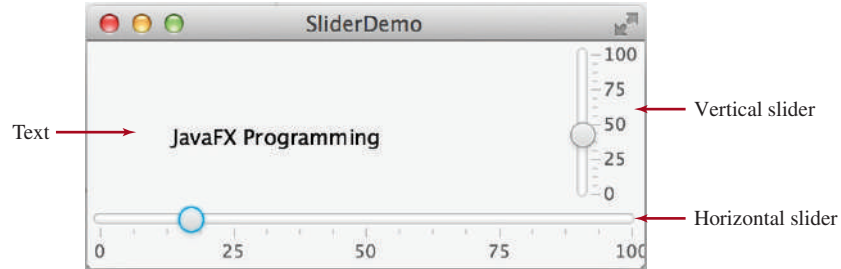 SliderDemo
100
75
50
25
0
Text
JavaFX Programming
Vertical slider
Horizontal slider
0 25 50 75 100